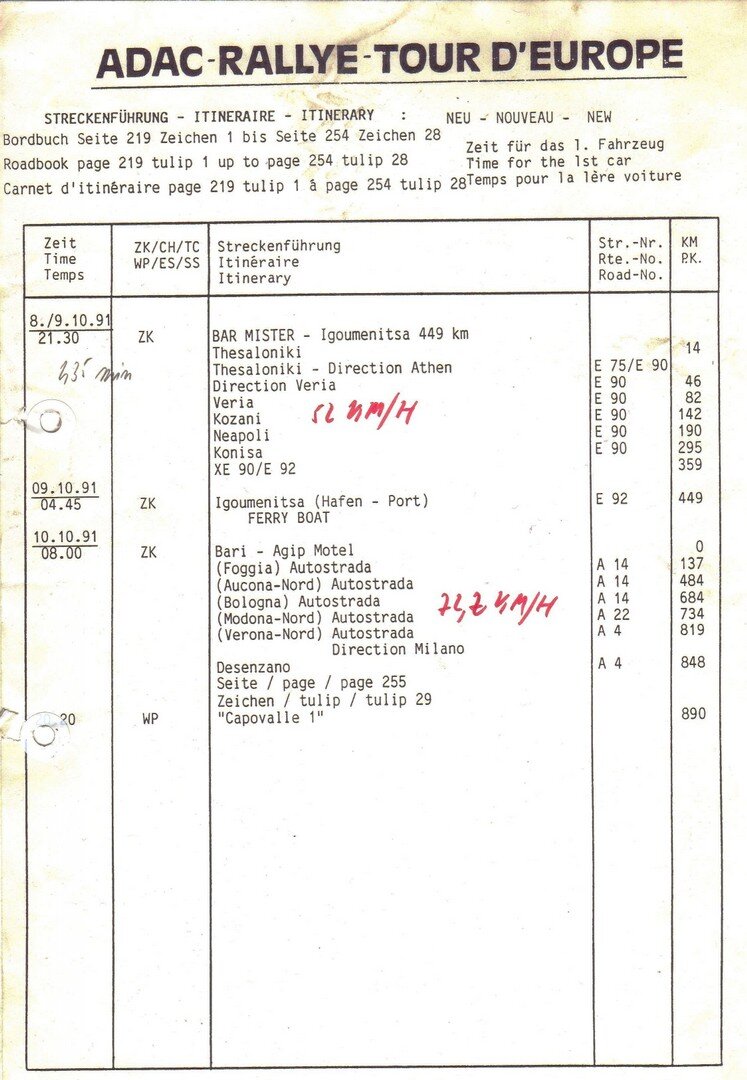 ADAC-RALLYE-TOUR D'EUROPE
STRECKENFÜHRUNG - ITINERAIRE - ITINERARY : NEU - NOUVEAU - NEW
Bordbuch Seite 219 Zeichen 1 bis Seite 254 Zeichen 28
Zeit für das 1. Fahrzeug
Roadbook page 219 tulip 1 up to page 254 tulip 28
Time for the 1st car
Carnet d'itinéraire page 219 tulip 1 á page 254 tulip 28
Temps pour la 1ère voiture
Zeit ZK/CH/TC Streckenführung Str.-Nr. KM
Time WP/ES/SS Itinéraire Rte.-No. P.K.
Temps Itinerary Road-No.
8./9.10.91
21.30 ZK BAR MISTER - Igoumenitsa 449 km
Thesaloniki 14
Thesaloniki - Direction Athen E 75/E 90
435 min
Direction Veria E 90 46
Veria E 90 82
Kozani E 90 142
52 KM/H
Neapoli E 90 190
Konisa E 90 295
XE 90/E 92 359
09.10.91
04.45 ZK Igoumenitsa (Hafen - Port) E 92 449
FERRY BOAT
10.10.91
08.00 ZK Bari - Agip Motel 0
(Foggia) Autostrada A 14 137
(Aucona-Nord) Autostrada A 14 484
(Bologna) Autostrada A 14 684
72,7 KM/H
(Modona-Nord) Autostrada A 22 734
(Verona-Nord) Autostrada A 4 819
Direction Milano
Desenzano A 4 848
Seite / page / page 255
Zeichen / tulip / tulip 29
20 WP "Capovalle 1" 890